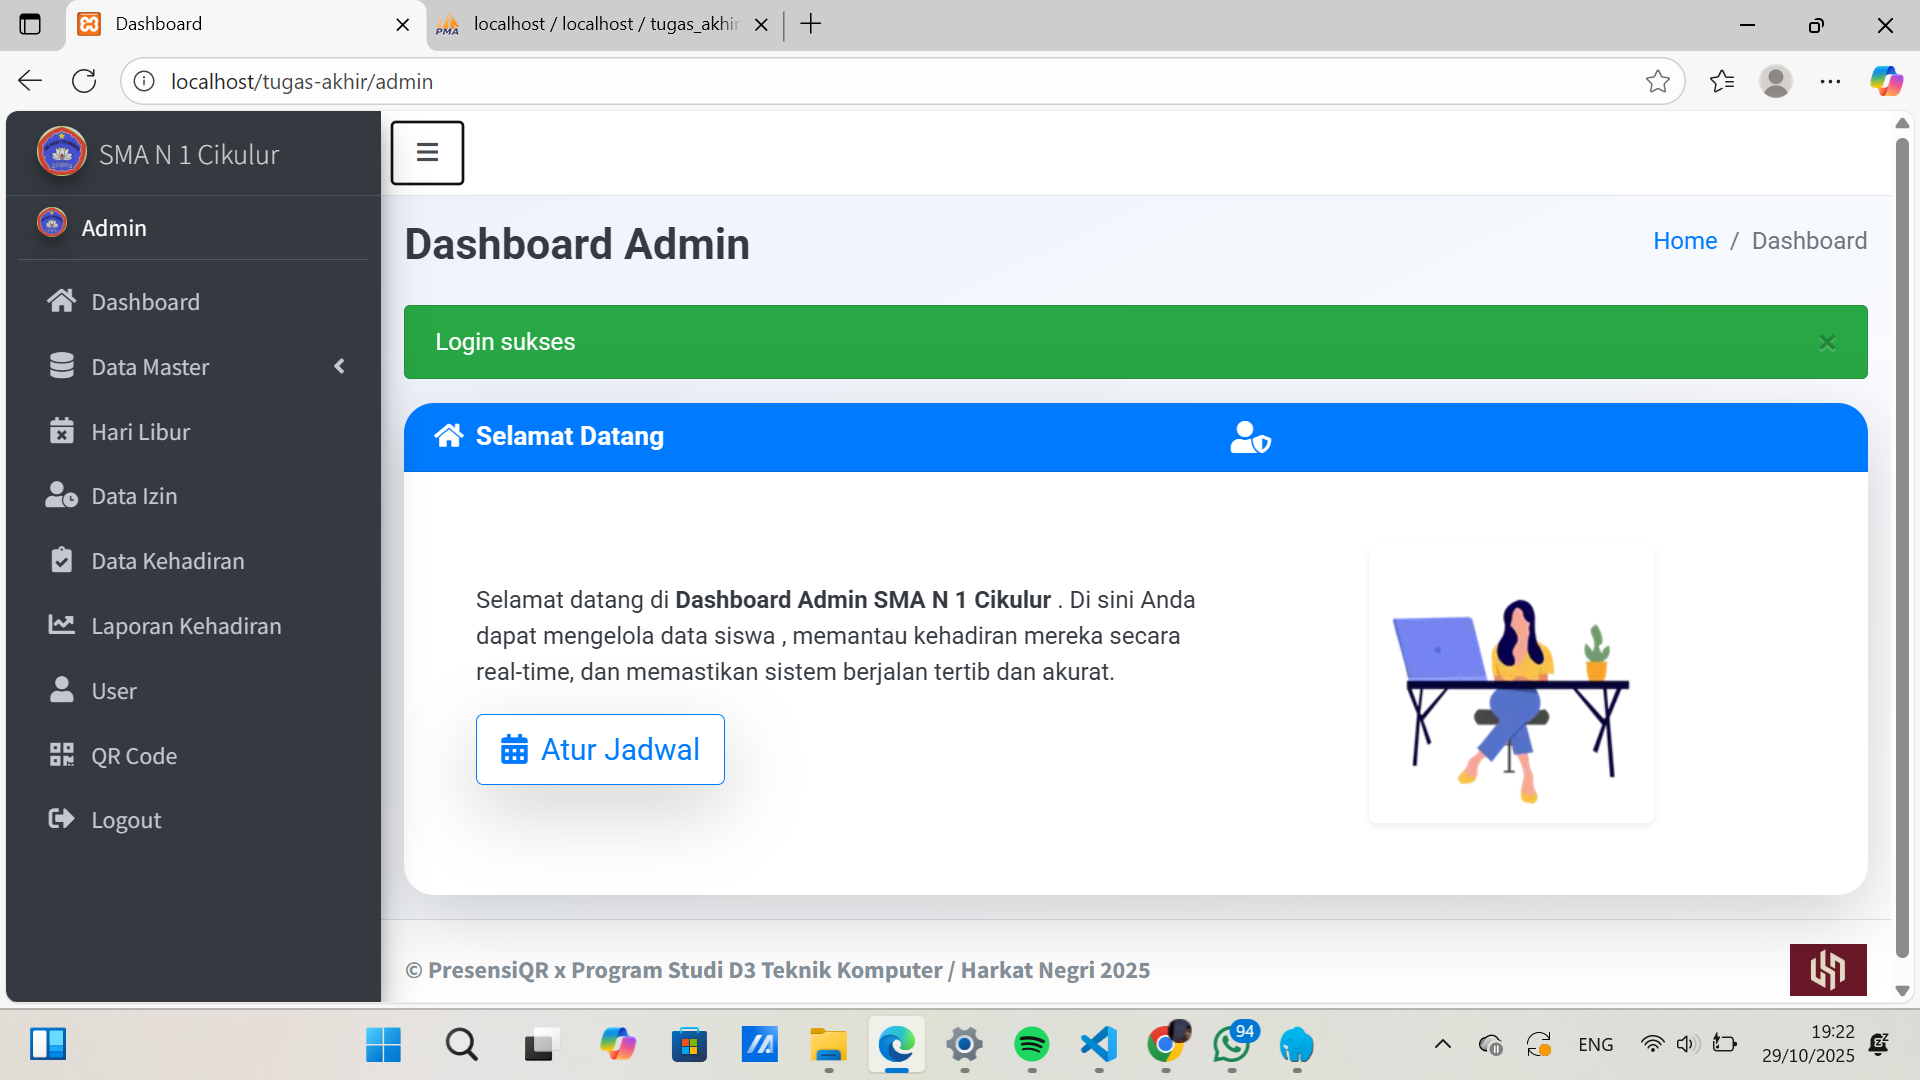 Dashboard
localhost / localhost / tugas_akhir
localhost/tugas-akhir/admin
SMA N 1 Cikulur
Admin
Dashboard
Data Master
Hari Libur
Data Izin
Data Kehadiran
Laporan Kehadiran
User
QR Code
Logout
Dashboard Admin
Home / Dashboard
Login sukses
×
Selamat Datang
Selamat datang di Dashboard Admin SMA N 1 Cikulur . Di sini Anda
dapat mengelola data siswa , memantau kehadiran mereka secara
real-time, dan memastikan sistem berjalan tertib dan akurat.
Atur Jadwal
© PresensiQR x Program Studi D3 Teknik Komputer / Harkat Negri 2025
94
ENG
19:22
29/10/2025